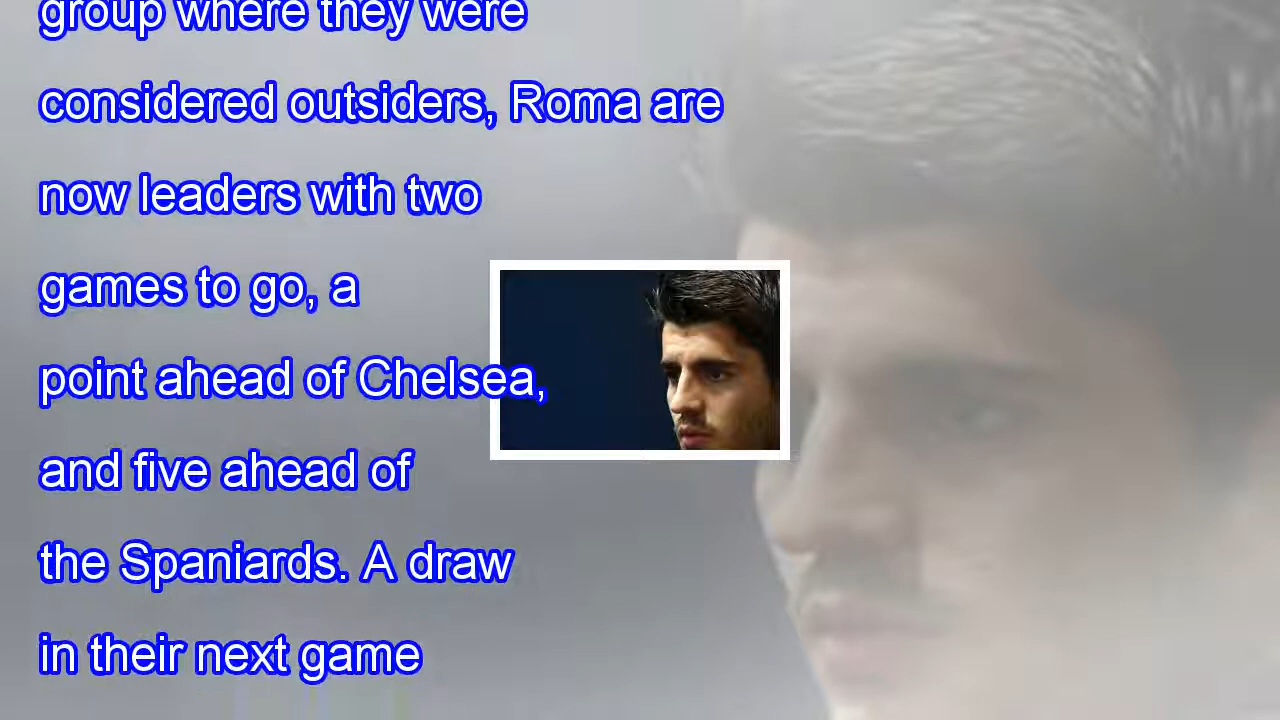 group where they were
considered outsiders, Roma are
now leaders with two
games to go, a
point ahead of Chelsea,
and five ahead of
the Spaniards. A draw
in their next game